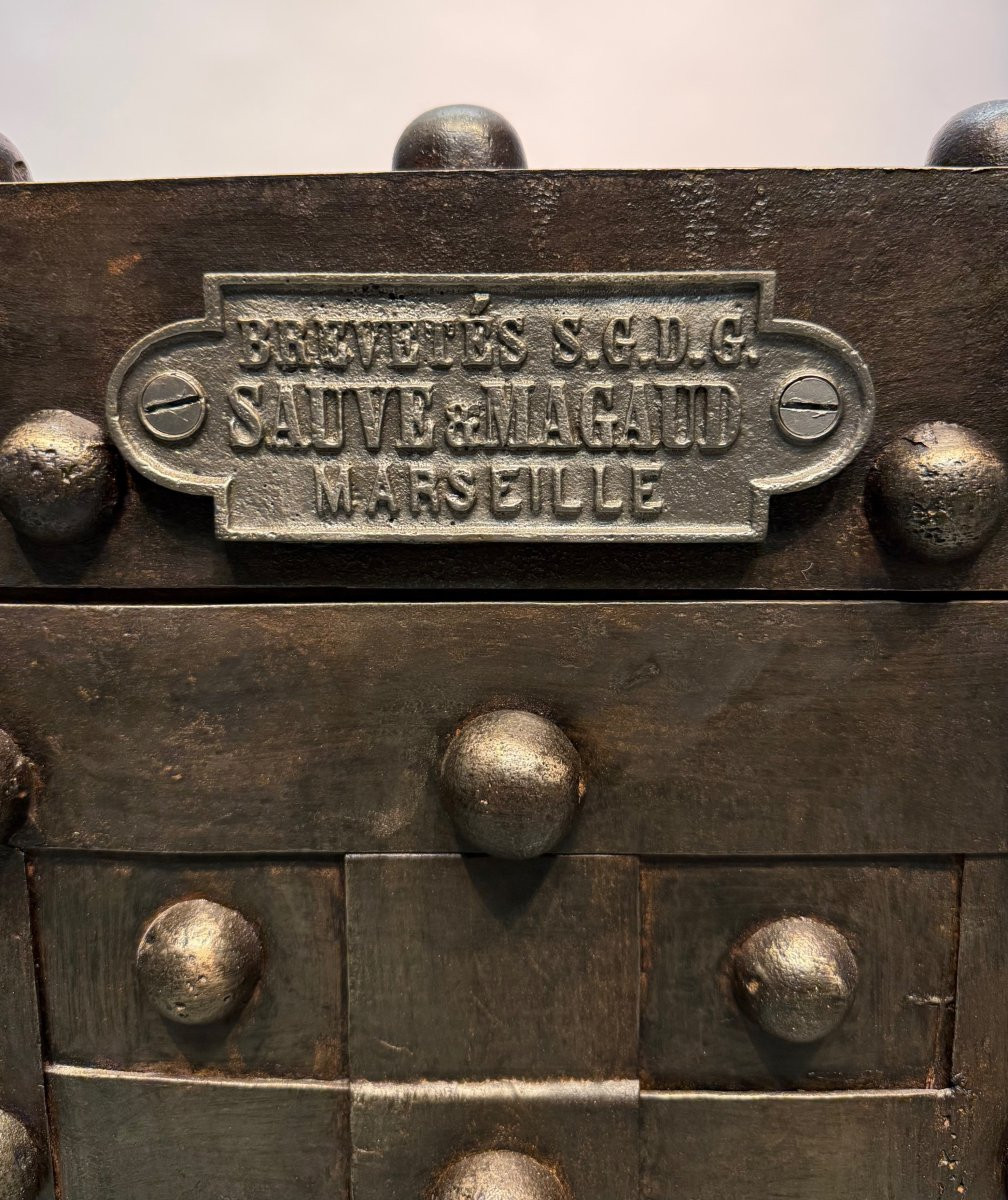 BREVETÉS S.G.D.G.
SAUVE & MAGAUD
MARSEILLE